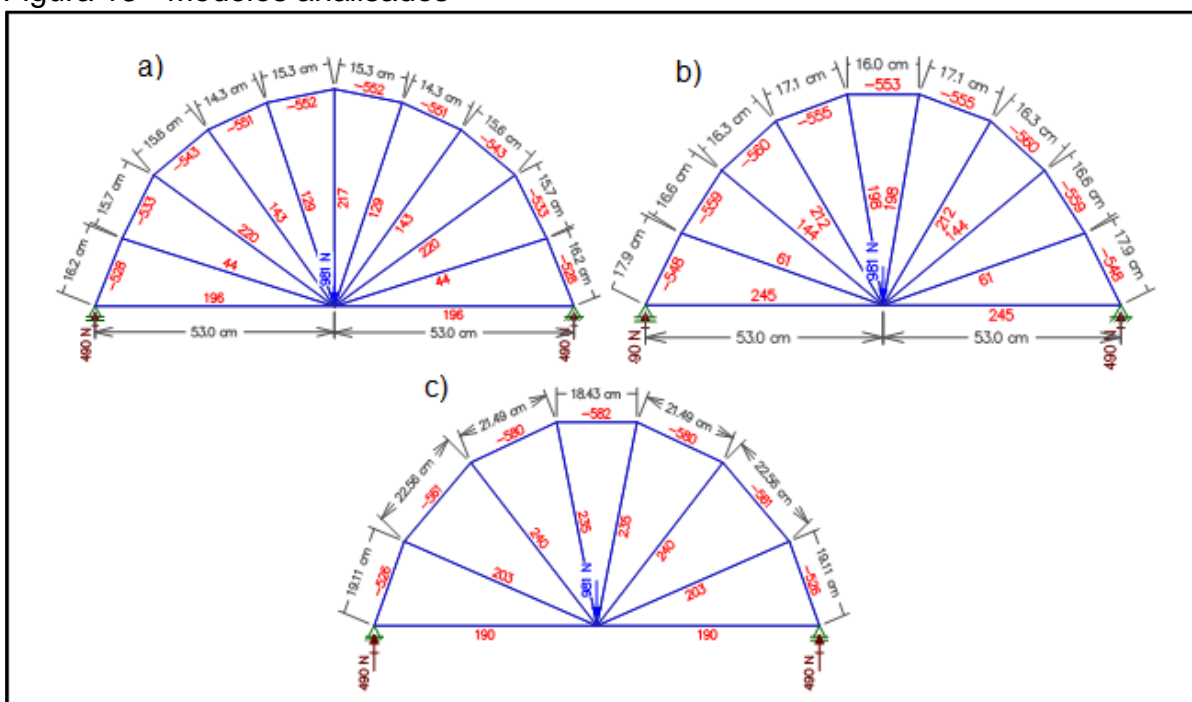 Figura 10 - Modelos analisados
a)
15.3 cm
15.3 cm
14.3 cm
14.3 cm
15.6 cm
15.6 cm
15.7 cm
15.7 cm
16.2 cm
16.2 cm
-552
-552
-551
-551
-543
-543
-533
-533
-528
-528
217
129
129
143
143
220
220
44
44
981 N
196
196
53.0 cm
53.0 cm
490 N
490 N
b)
16.0 cm
17.1 cm
17.1 cm
16.3 cm
16.3 cm
16.6 cm
16.6 cm
17.9 cm
17.9 cm
-553
-555
-555
-560
-560
-559
-559
-548
-548
198
198
212
212
144
144
61
61
981 N
245
245
53.0 cm
53.0 cm
90 N
490 N
c)
18.43 cm
21.49 cm
21.49 cm
22.56 cm
22.56 cm
19.11 cm
19.11 cm
-582
-580
-580
-561
-561
-526
-526
235
235
240
240
203
203
981 N
190
190
490 N
490 N